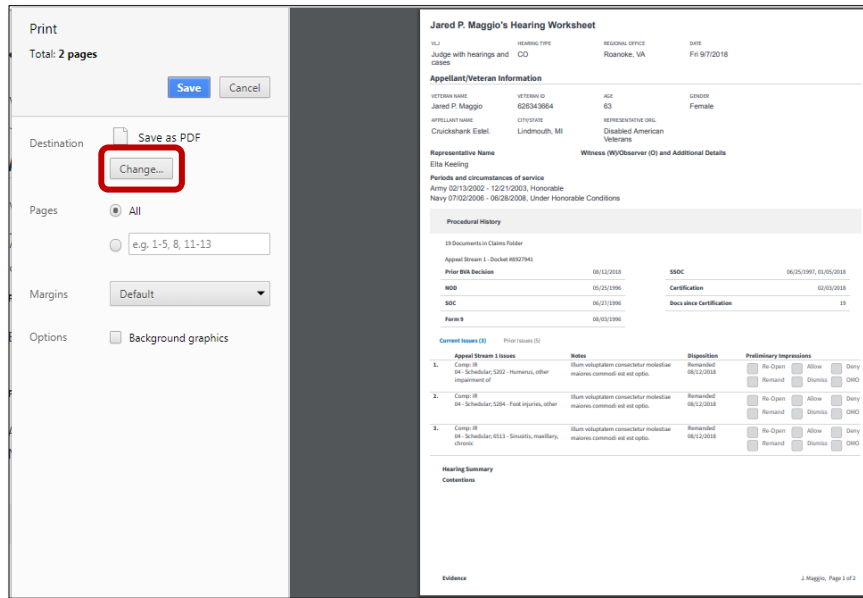 Print
Total: 2 pages
Save Cancel
Destination Save as PDF
Change...
Pages All
e.g. 1-5, 8, 11-13
Margins Default
Options Background graphics
Jared P. Maggio's Hearing Worksheet
VLJ HEARING TYPE REGIONAL OFFICE DATE
Judge with hearings and cases CO Roanoke, VA Fri 9/7/2018
Appellant/Veteran Information
VETERAN NAME VETERAN ID AGE GENDER
Jared P. Maggio 626343664 63 Female
APPELLANT NAME CITY/STATE REPRESENTATIVE ORG.
Cruickshank Estel. Lindmouth, MI Disabled American Veterans
Representative Name Witness (W)/Observer (O) and Additional Details
Elta Keeling
Periods and circumstances of service
Army 02/13/2002 - 12/21/2003, Honorable
Navy 07/02/2006 - 06/28/2008, Under Honorable Conditions
Procedural History
19 Documents in Claims Folder
Appeal Stream 1 - Docket #8927941
Prior BVA Decision 08/12/2018 SSOC 06/25/1997, 01/05/2018
NOD 05/25/1996 Certification 02/03/2018
SOC 06/27/1996 Docs since Certification 19
Form 9 08/03/1996
Current Issues (3) Prior Issues (5)
Appeal Stream 1 Issues Notes Disposition Preliminary Impressions
1. Comp: IR Illum voluptatem consectetur molestiae Remanded Re-Open Allow Deny
04 - Schedular; 5202 - Humerus, other maiores commodi est est optio. 08/12/2018
impairment of Remand Dismiss OMO
2. Comp: IR Illum voluptatem consectetur molestiae Remanded Re-Open Allow Deny
04 - Schedular; 5284 - Foot injuries, other maiores commodi est est optio. 08/12/2018
Remand Dismiss OMO
3. Comp: IR Illum voluptatem consectetur molestiae Remanded Re-Open Allow Deny
04 - Schedular; 6513 - Sinusitis, maxillary, maiores commodi est est optio. 08/12/2018
chronic Remand Dismiss OMO
Hearing Summary
Contentions
Evidence J. Maggio, Page 1 of 2